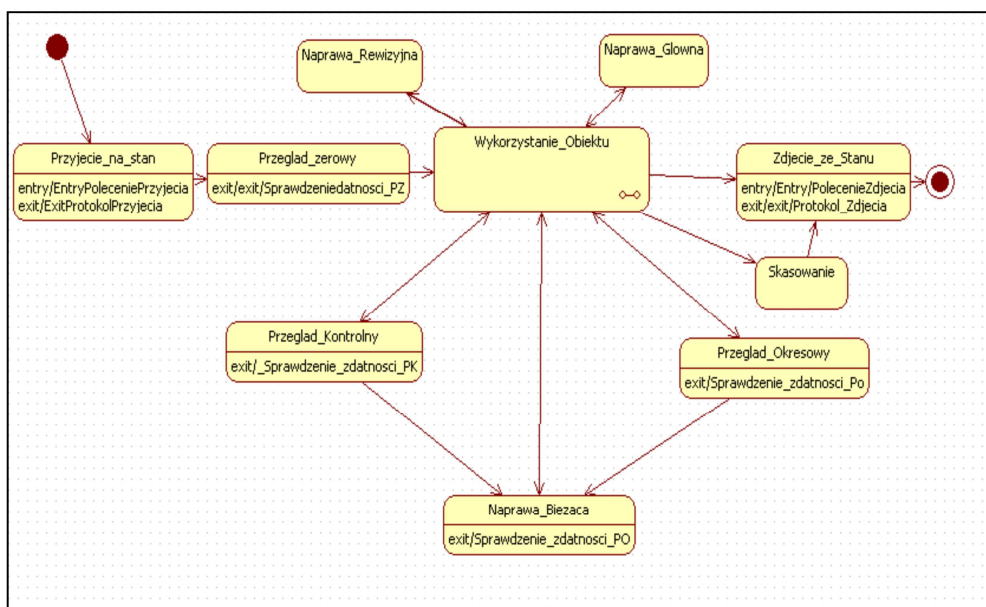 Naprawa_Rewizyjna
Naprawa_Glowna
Przyjecie_na_stan
entry/EntryPoleceniePrzyjecia
exit/ExitProtokolPrzyjecia
Przeglad_zerowy
exit/exit/Sprawdzeniedatnosci_PZ
Wykorzystanie_Obiektu
Zdjecie_ze_Stanu
entry/Entry/PolecenieZdjecia
exit/exit/Protokol_Zdjecia
Skasowanie
Przeglad_Kontrolny
exit/_Sprawdzenie_zdatnosci_PK
Przeglad_Okresowy
exit/Sprawdzenie_zdatnosci_Po
Naprawa_Biezaca
exit/Sprawdzenie_zdatnosci_PO